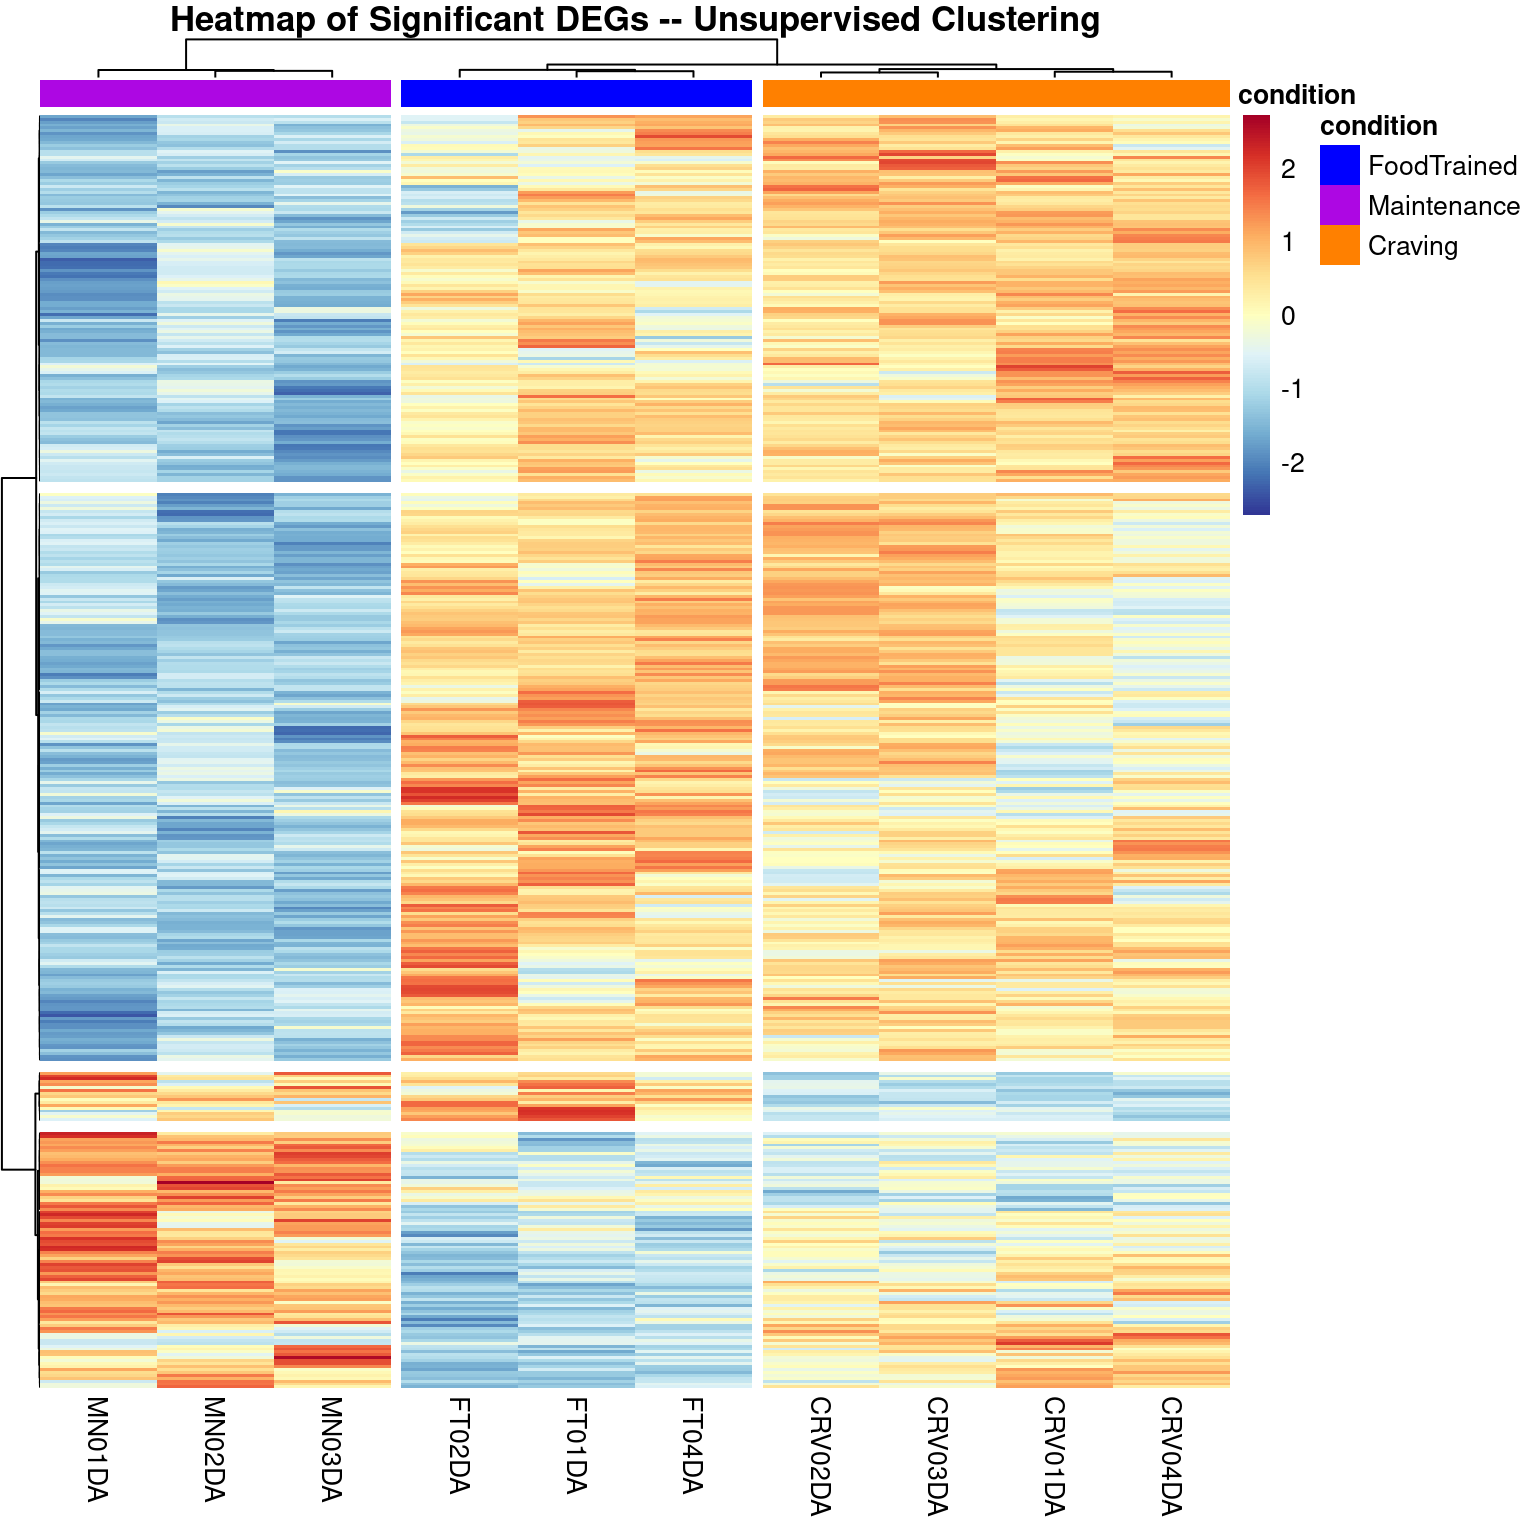 Heatmap of Significant DEGs -- Unsupervised Clustering
condition
condition
FoodTrained
Maintenance
Craving
2
1
0
-1
-2
MN01DA
MN02DA
MN03DA
FT02DA
FT01DA
FT04DA
CRV02DA
CRV03DA
CRV01DA
CRV04DA